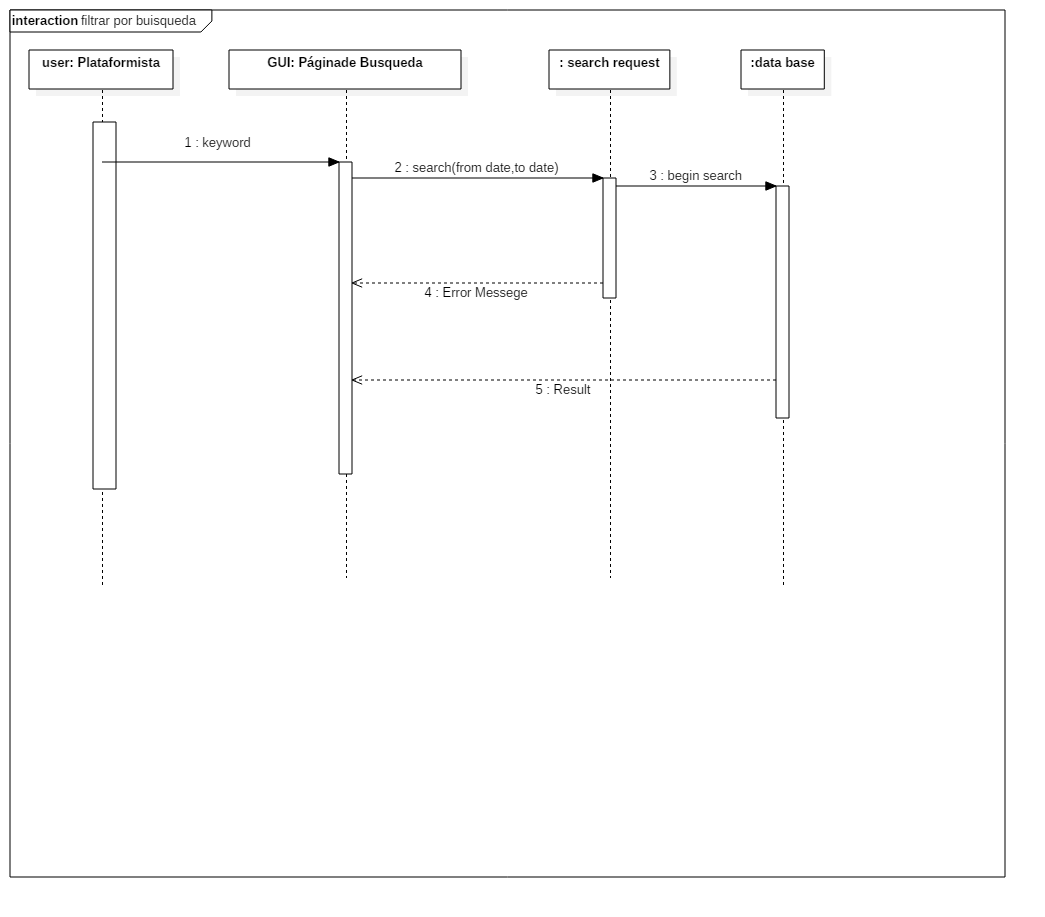 interaction filtrar por buisqueda
user: Plataformista
GUI: Páginade Busqueda
: search request
:data base
1 : keyword
2 : search(from date,to date)
3 : begin search
4 : Error Messege
5 : Result